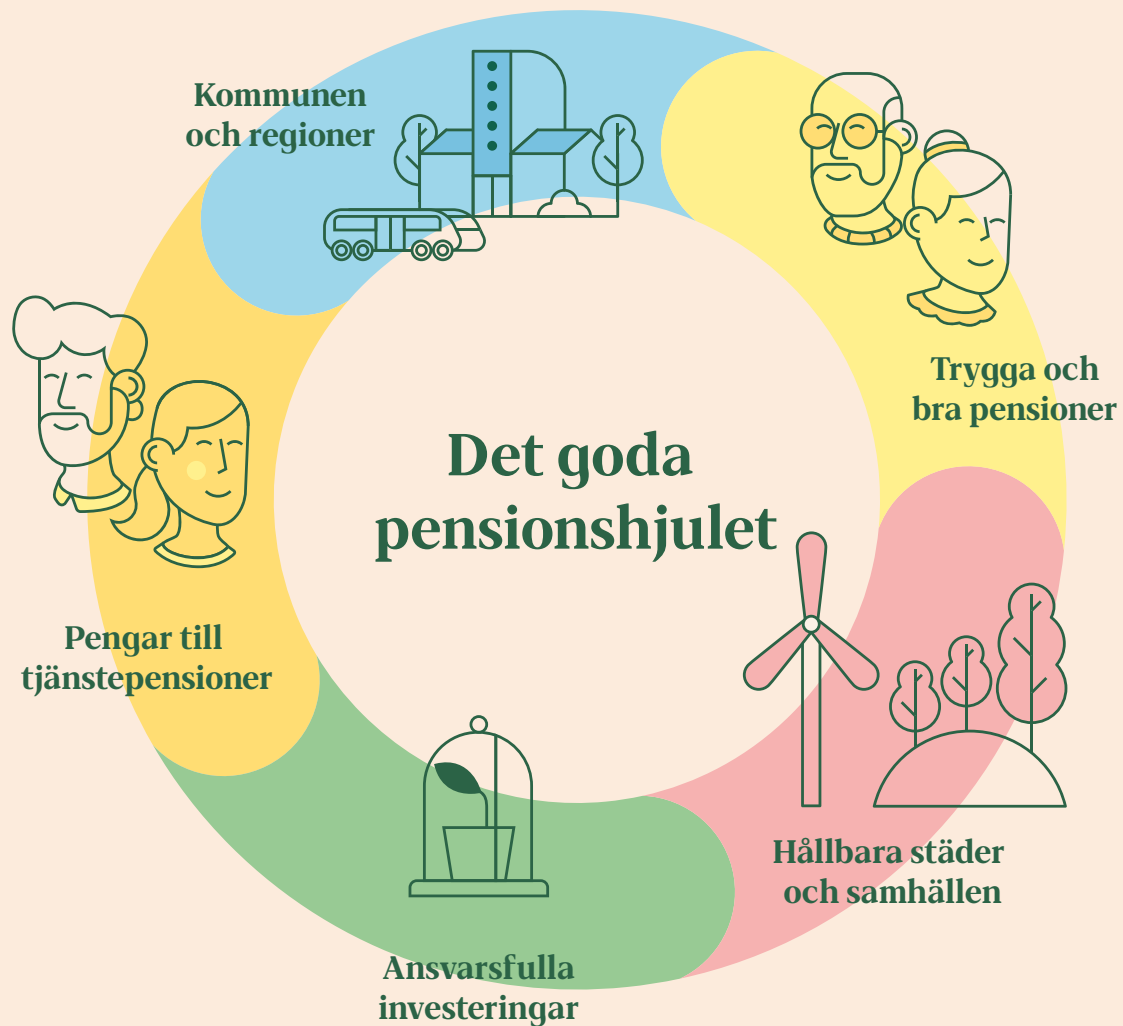 Kommunen
och regioner
Trygga och
bra pensioner
Det goda
pensionshjulet
Pengar till
tjänstepensioner
Hållbara städer
och samhällen
Ansvarsfulla
investeringar